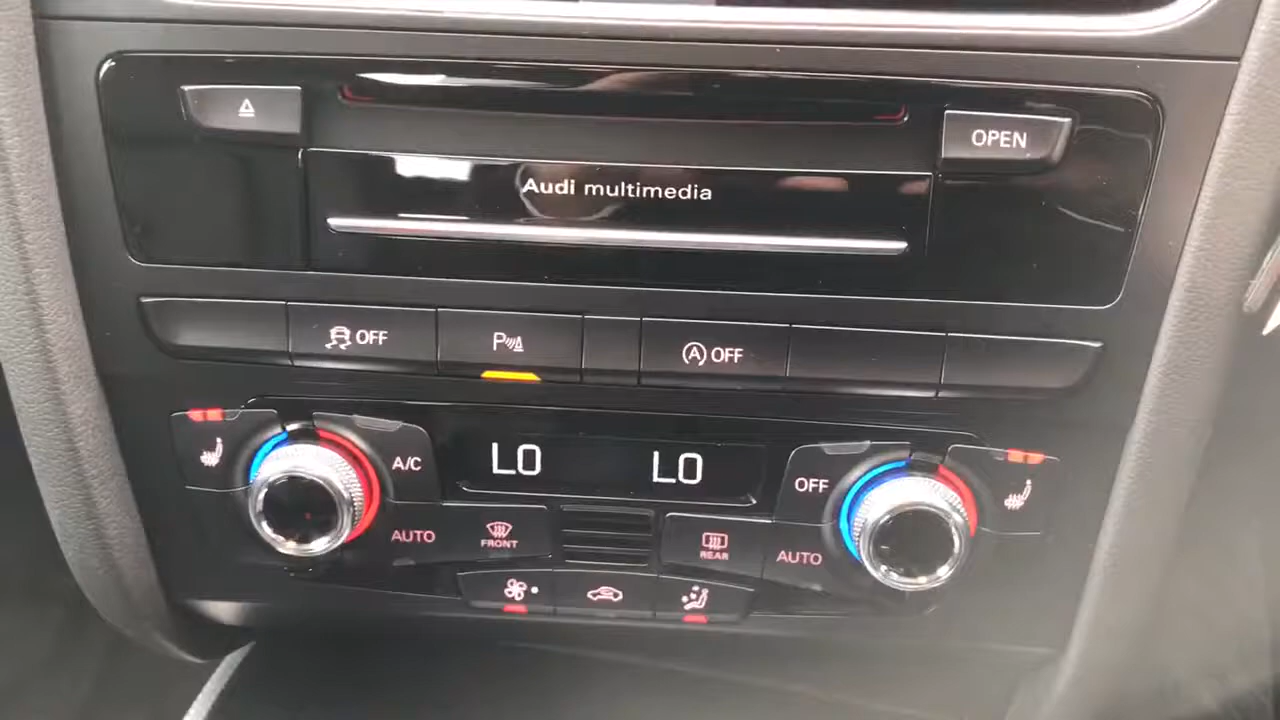 OPEN
Audi multimedia
OFF
P
A OFF
LO
LO
A/C
OFF
AUTO
FRONT
REAR
AUTO